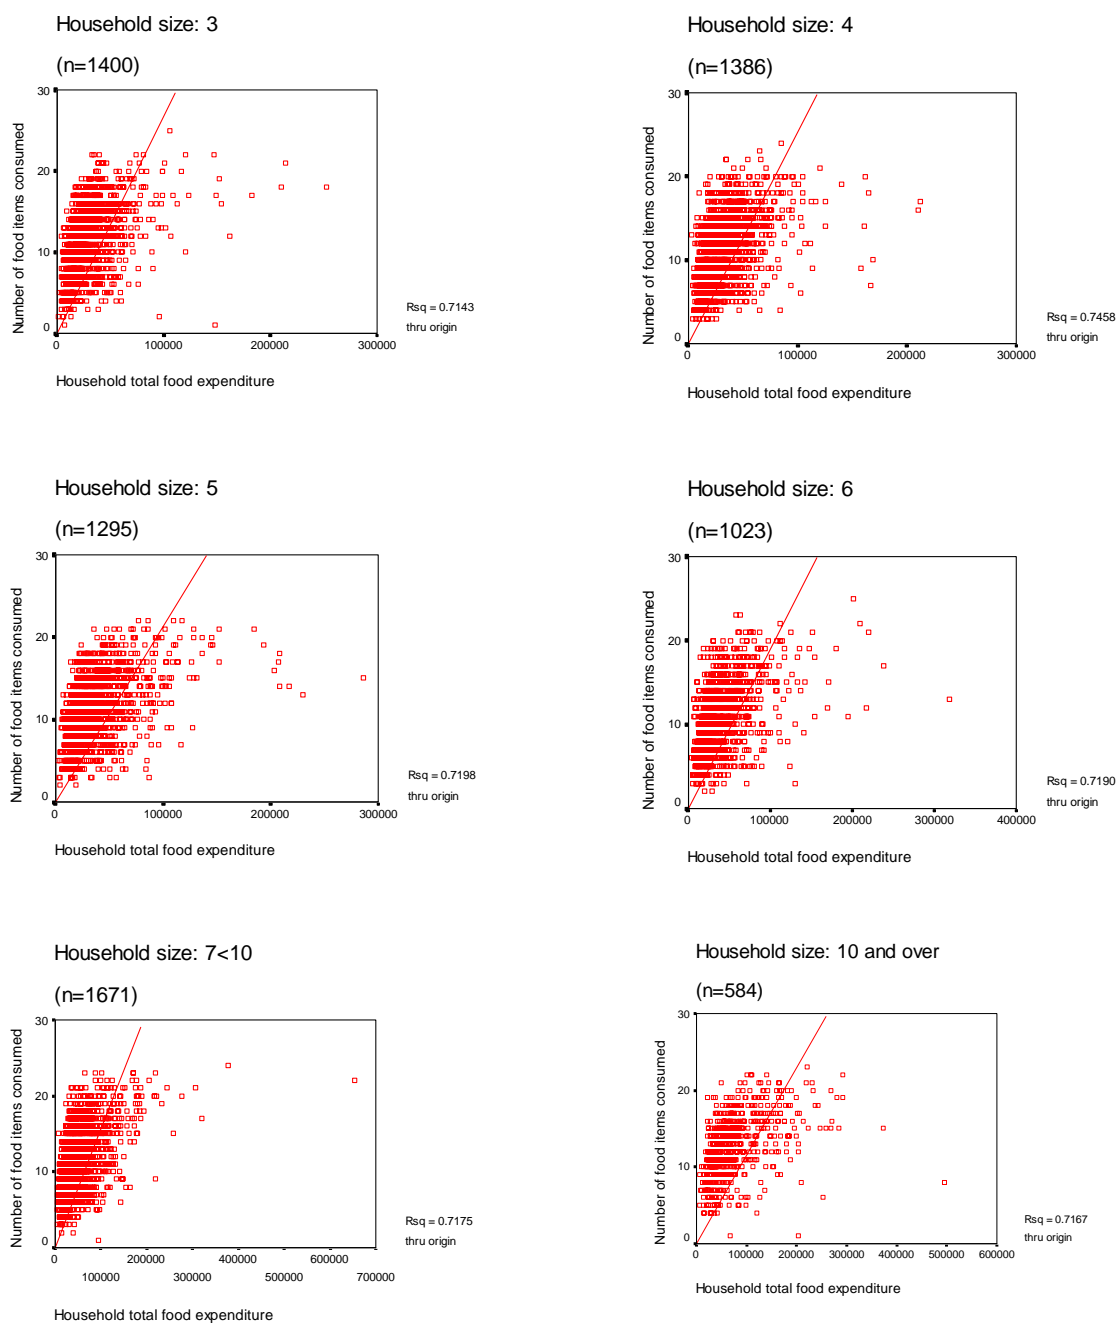 Household size: 3
(n=1400)
Number of food items consumed
30
20
10
0
0
100000
200000
300000
Household total food expenditure
Rsq = 0.7143
thru origin
Household size: 4
(n=1386)
Number of food items consumed
30
20
10
0
0
100000
200000
300000
Household total food expenditure
Rsq = 0.7458
thru origin
Household size: 5
(n=1295)
Number of food items consumed
30
20
10
0
0
100000
200000
300000
Household total food expenditure
Rsq = 0.7198
thru origin
Household size: 6
(n=1023)
Number of food items consumed
30
20
10
0
0
100000
200000
300000
400000
Household total food expenditure
Rsq = 0.7190
thru origin
Household size: 7<10
(n=1671)
Number of food items consumed
30
20
10
0
0
100000
200000
300000
400000
500000
600000
700000
Household total food expenditure
Rsq = 0.7175
thru origin
Household size: 10 and over
(n=584)
Number of food items consumed
30
20
10
0
0
100000
200000
300000
400000
500000
600000
Household total food expenditure
Rsq = 0.7167
thru origin